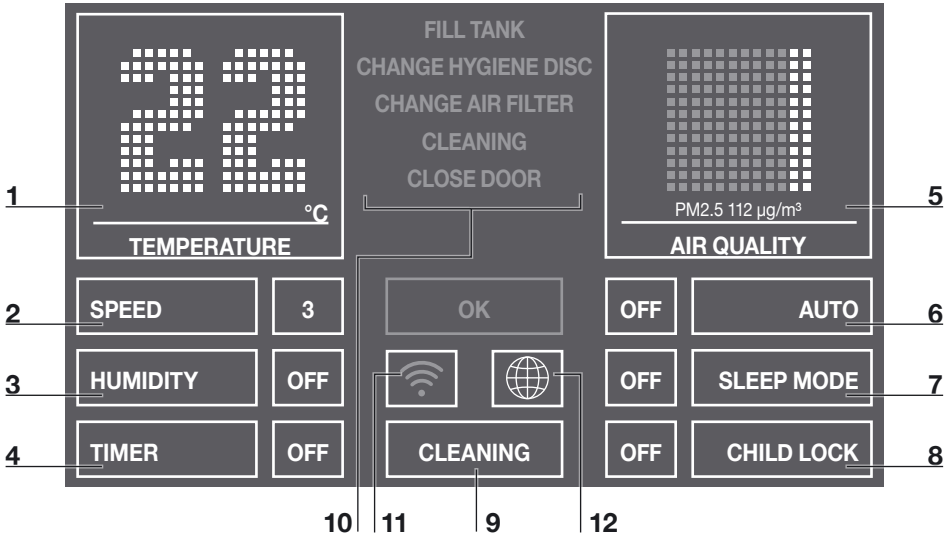 22
°C
TEMPERATURE
FILL TANK
CHANGE HYGIENE DISC
CHANGE AIR FILTER
CLEANING
CLOSE DOOR
PM2.5 112 µg/m³
AIR QUALITY
1
5
SPEED 3 OK OFF AUTO
2
6
HUMIDITY OFF OFF SLEEP MODE
3
7
TIMER OFF CLEANING OFF CHILD LOCK
4
8
10 11 9 12